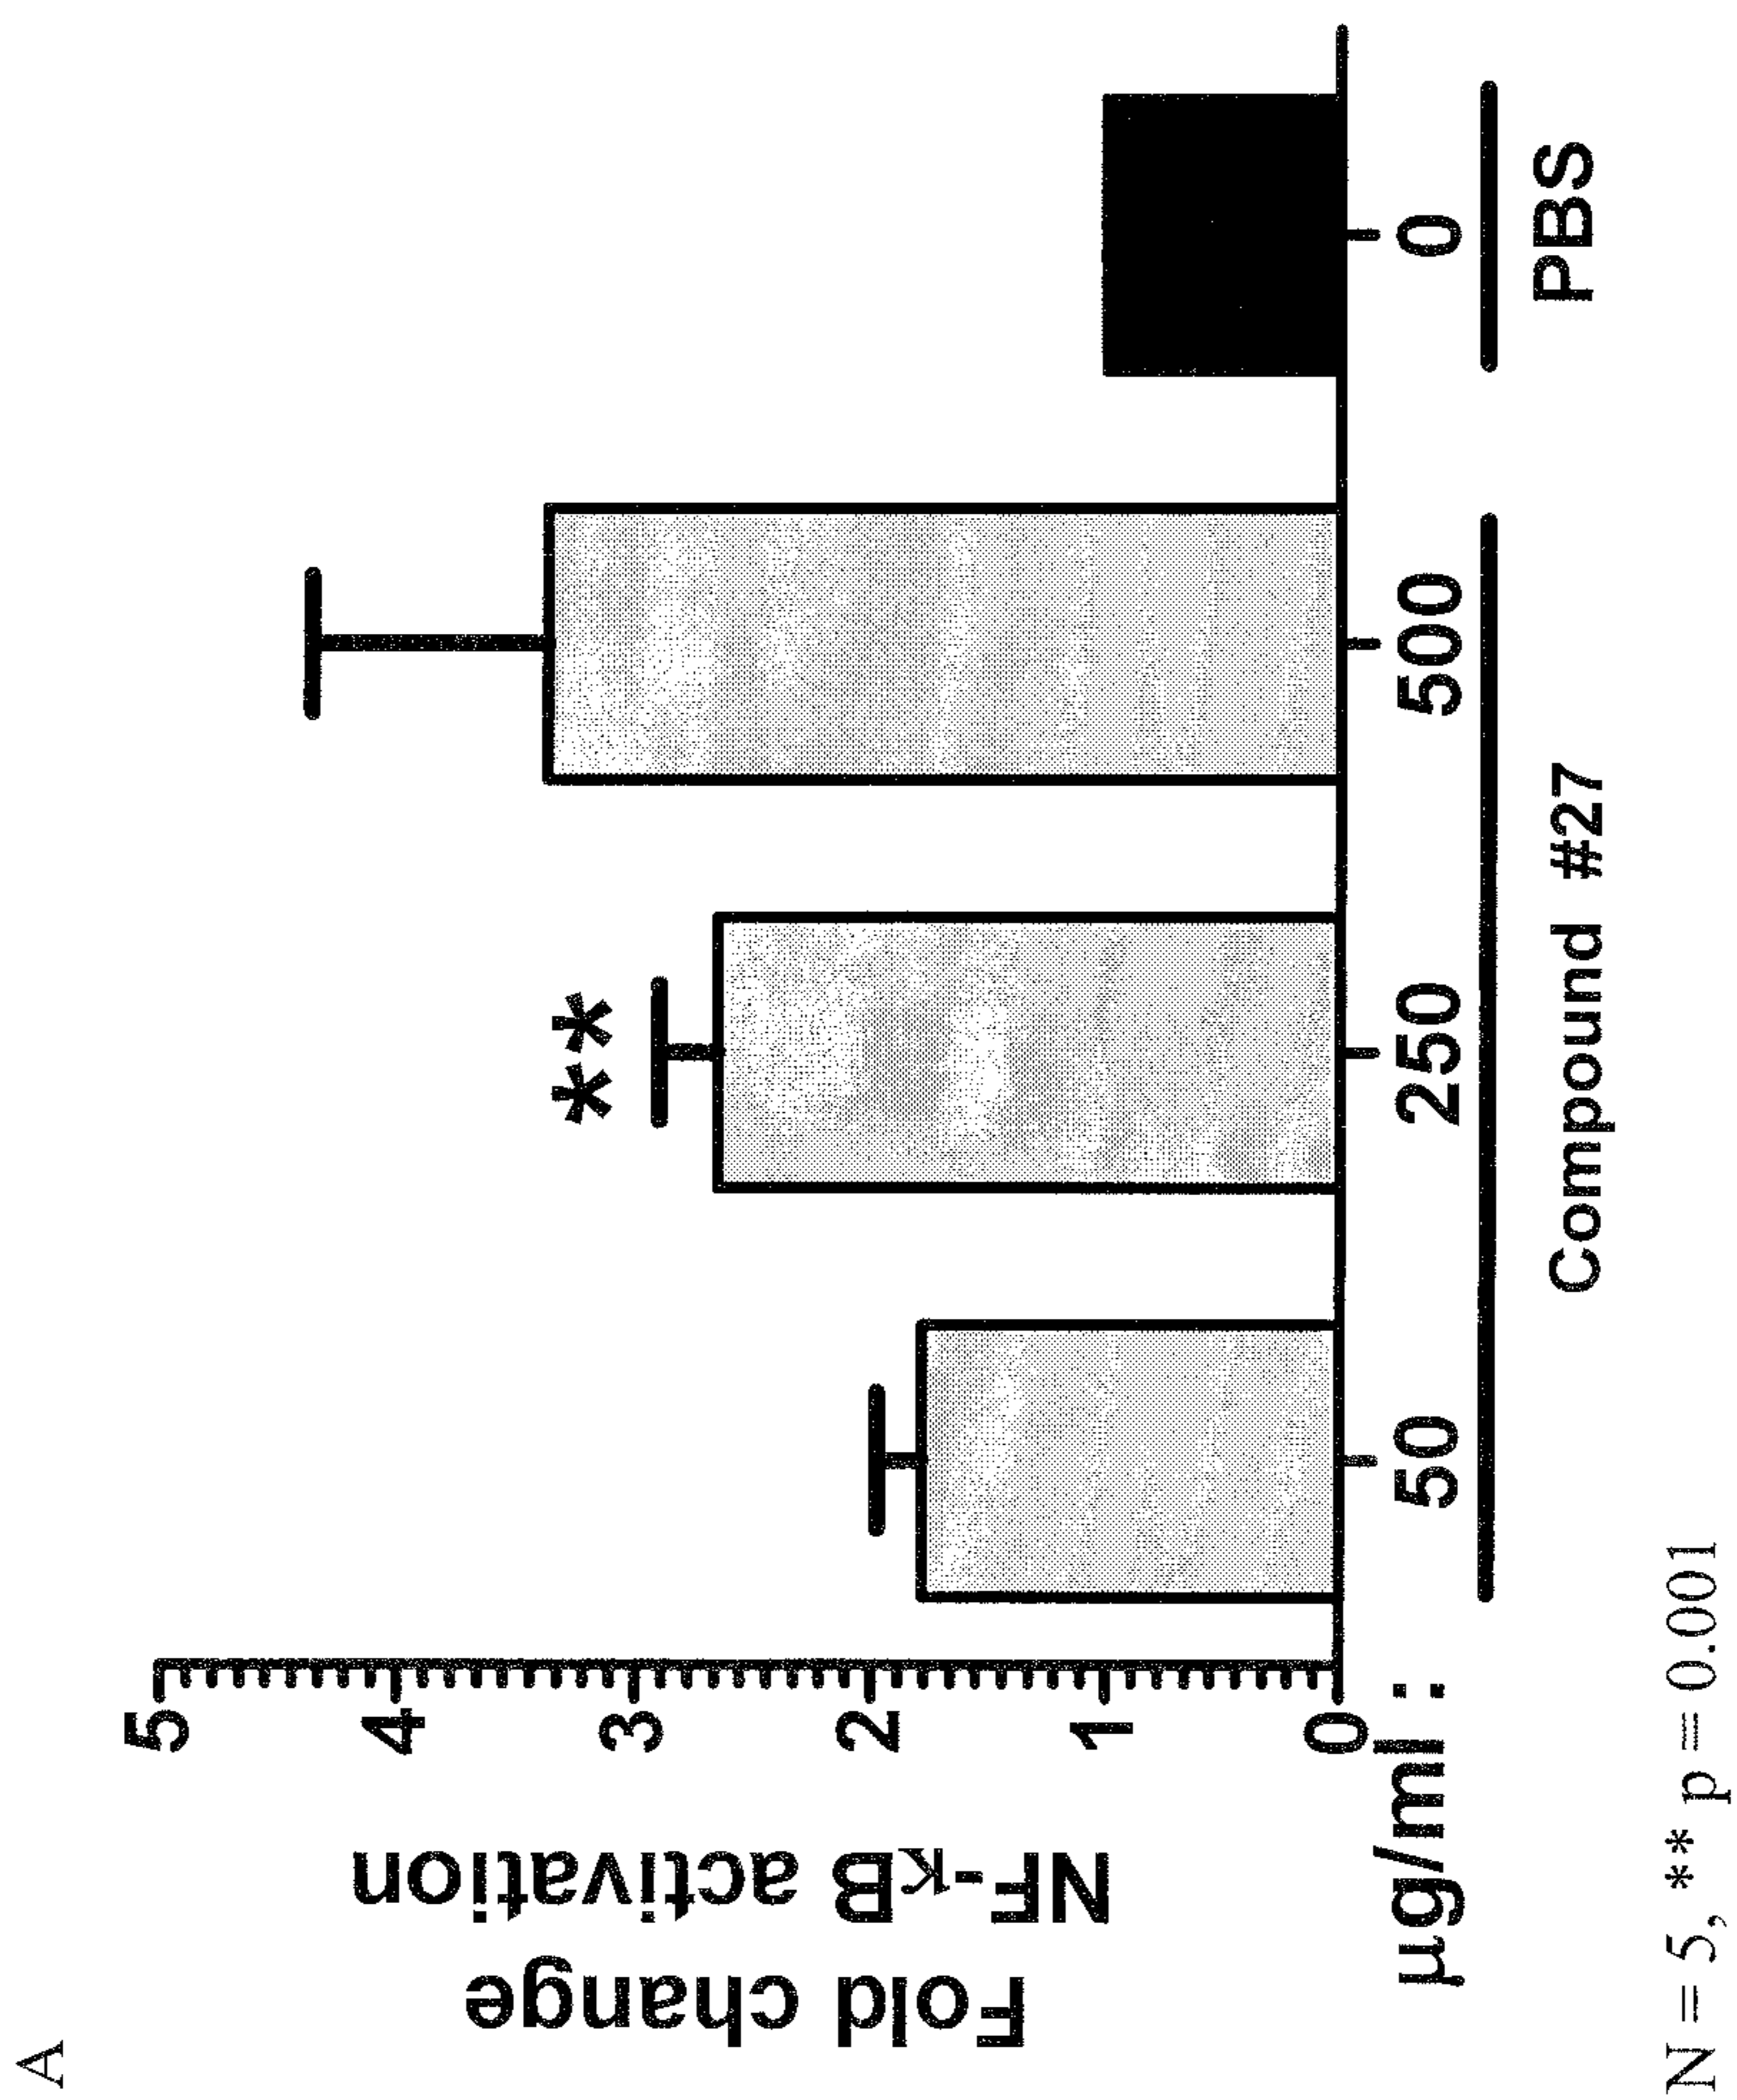 A
Fold change
NF-κB activation
5
4
3
2
1
0
**
µg/ml :
50
250
500
0
Compound #27
PBS
N = 5, ** p = 0.001